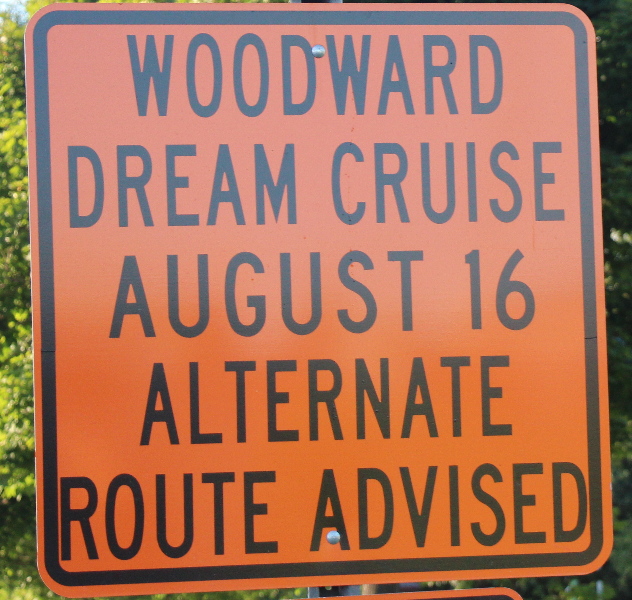 WOODWARD
DREAM CRUISE
AUGUST 16
ALTERNATE
ROUTE ADVISED